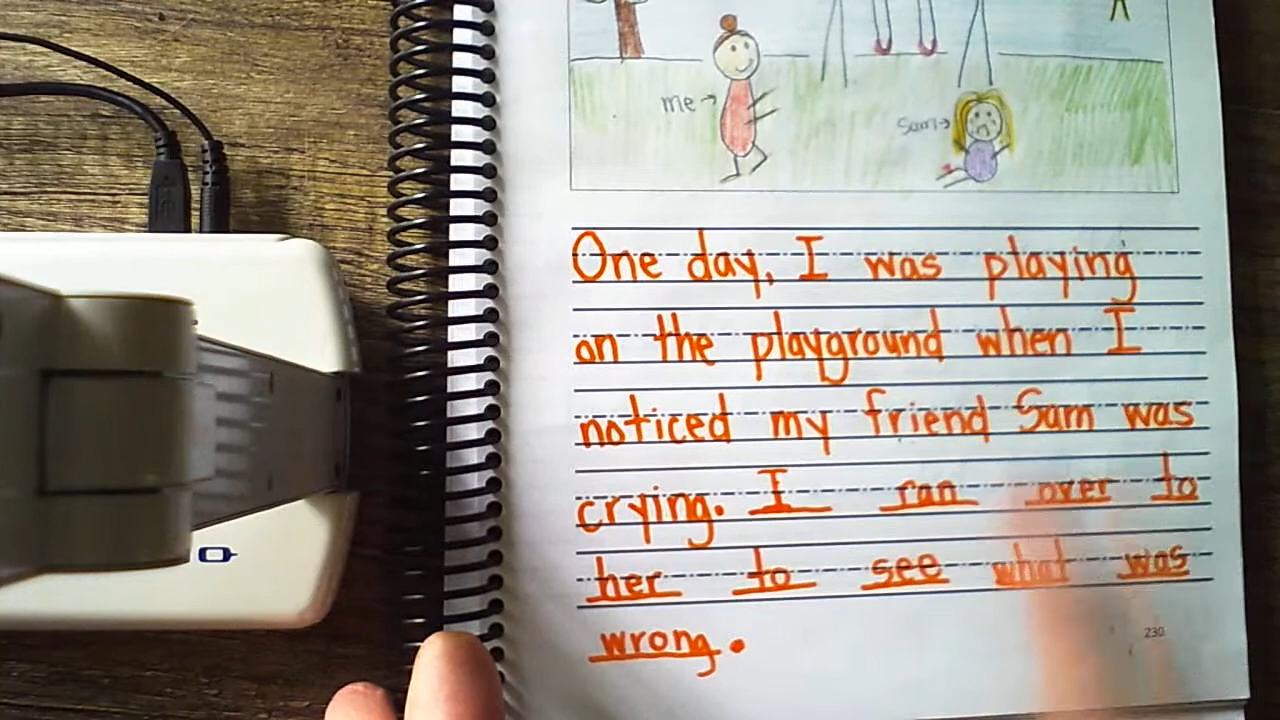 me→
Sam→
One day, I was playing
on the playground when I
noticed my friend Sam was
crying. I ran over to
her to see what was
wrong.
230